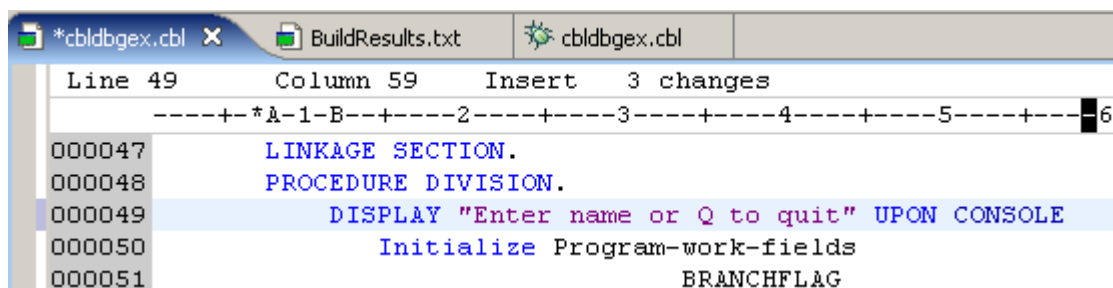 *cbldbgex.cbl BuildResults.txt cbldbgex.cbl
Line 49 Column 59 Insert 3 changes
----+-*A-1-B--+----2----+----3----+----4----+----5----+----6
000047 LINKAGE SECTION.
000048 PROCEDURE DIVISION.
000049 DISPLAY "Enter name or Q to quit" UPON CONSOLE
000050 Initialize Program-work-fields
000051 BRANCHFLAG